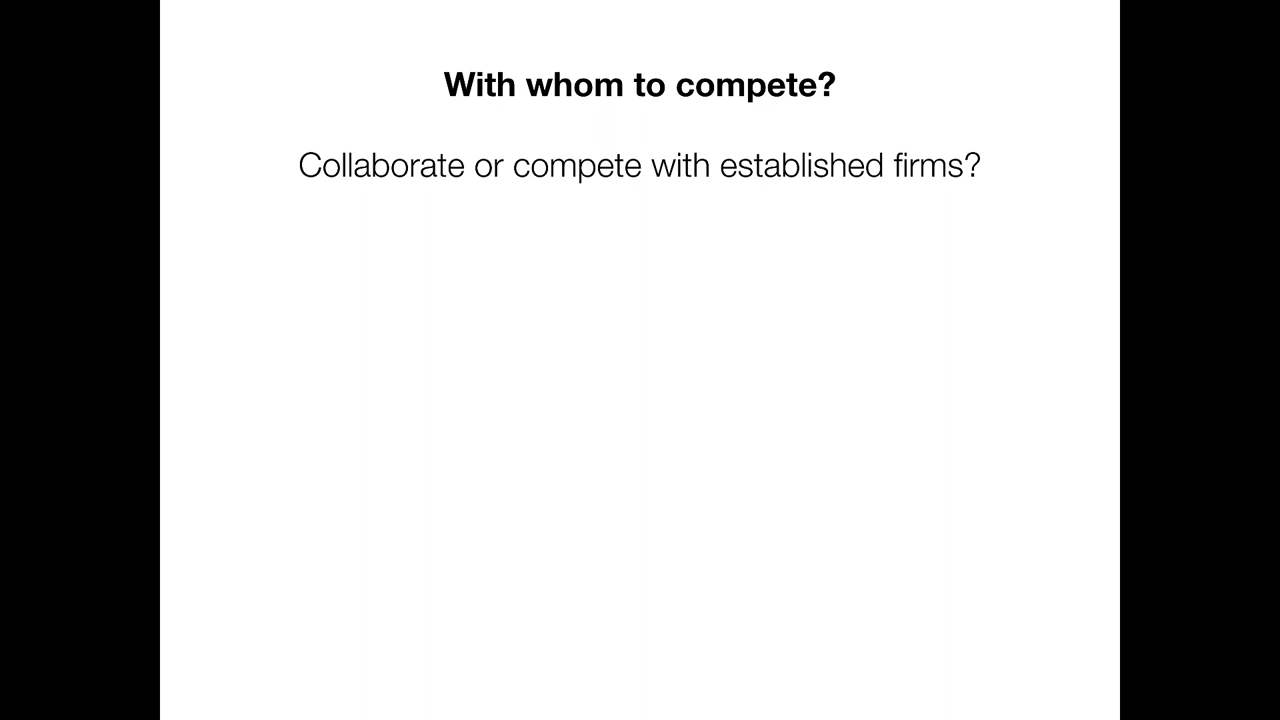 With whom to compete?
Collaborate or compete with established firms?